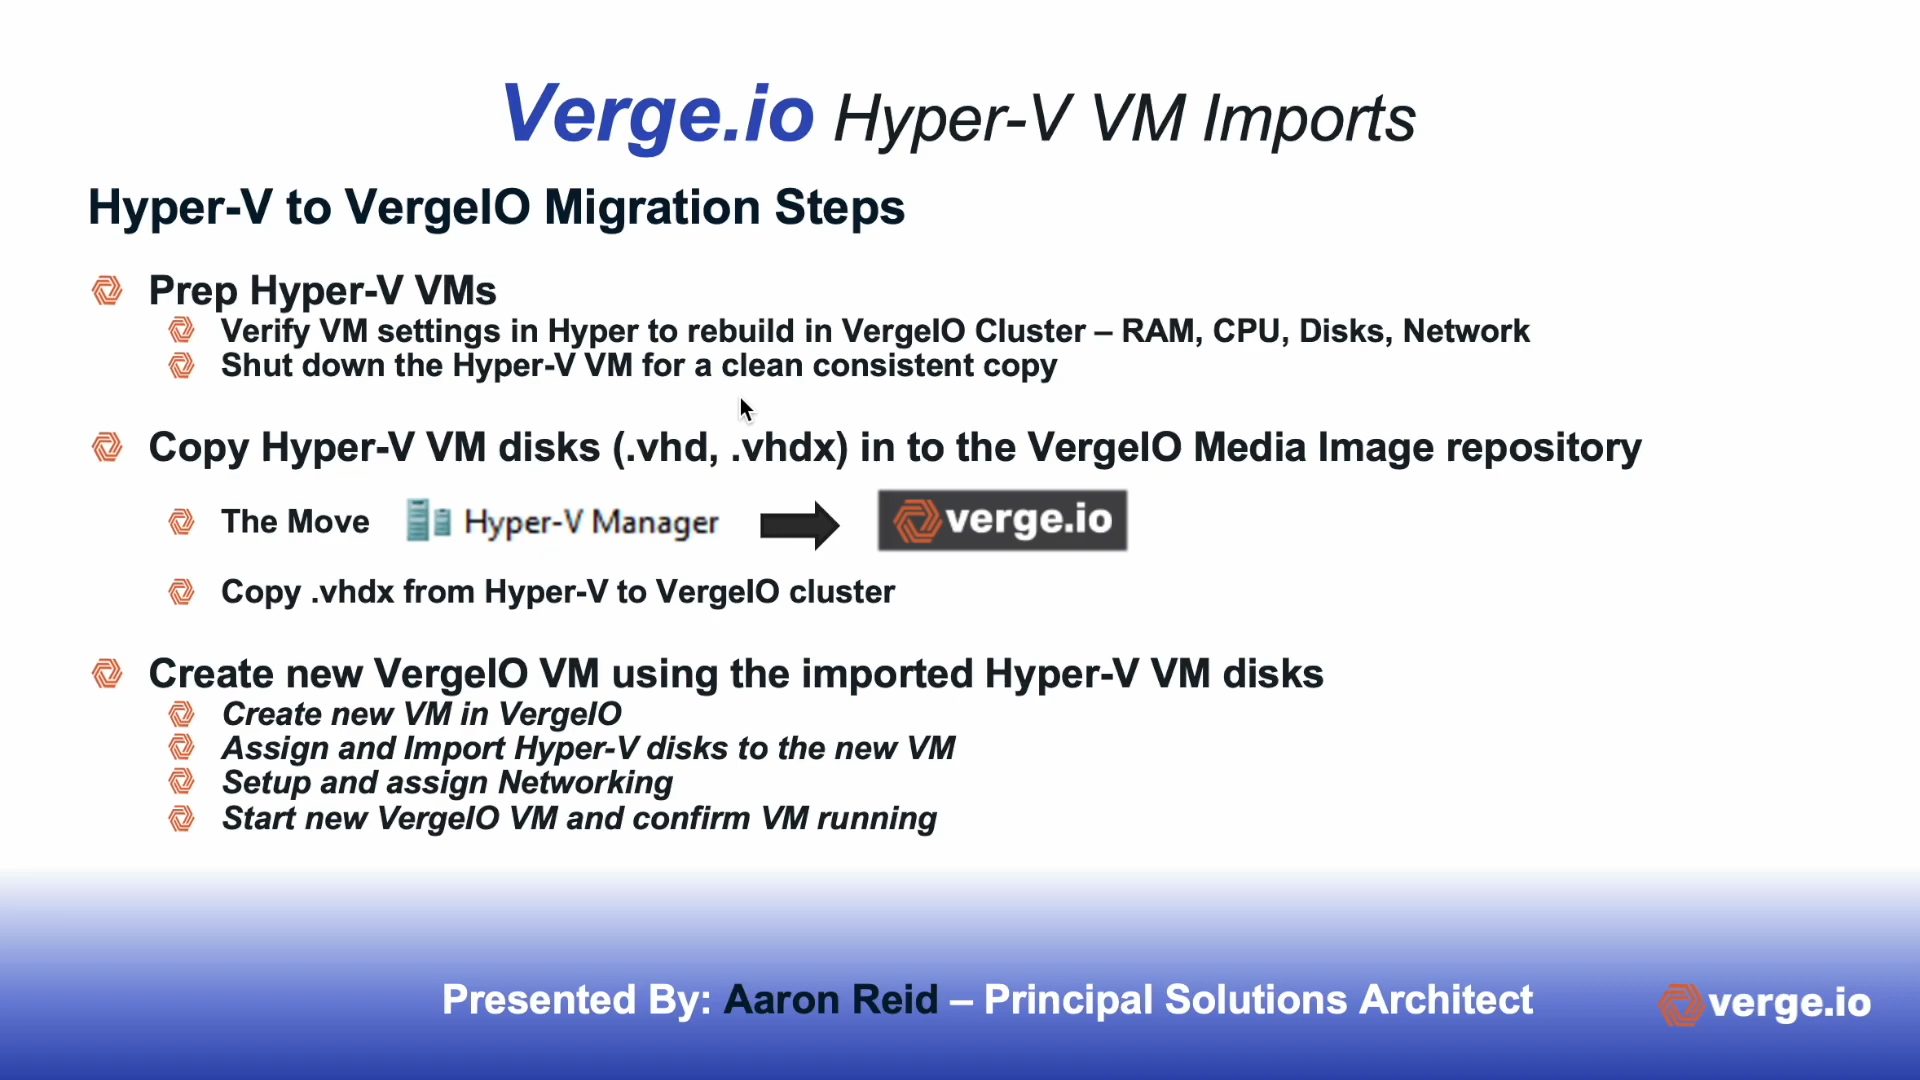 Verge.io Hyper-V VM Imports
Hyper-V to VergeIO Migration Steps
Prep Hyper-V VMs
Verify VM settings in Hyper to rebuild in VergeIO Cluster – RAM, CPU, Disks, Network
Shut down the Hyper-V VM for a clean consistent copy
Copy Hyper-V VM disks (.vhd, .vhdx) in to the VergeIO Media Image repository
The Move Hyper-V Manager verge.io
Copy .vhdx from Hyper-V to VergeIO cluster
Create new VergeIO VM using the imported Hyper-V VM disks
Create new VM in VergeIO
Assign and Import Hyper-V disks to the new VM
Setup and assign Networking
Start new VergeIO VM and confirm VM running
Presented By: Aaron Reid – Principal Solutions Architect
verge.io